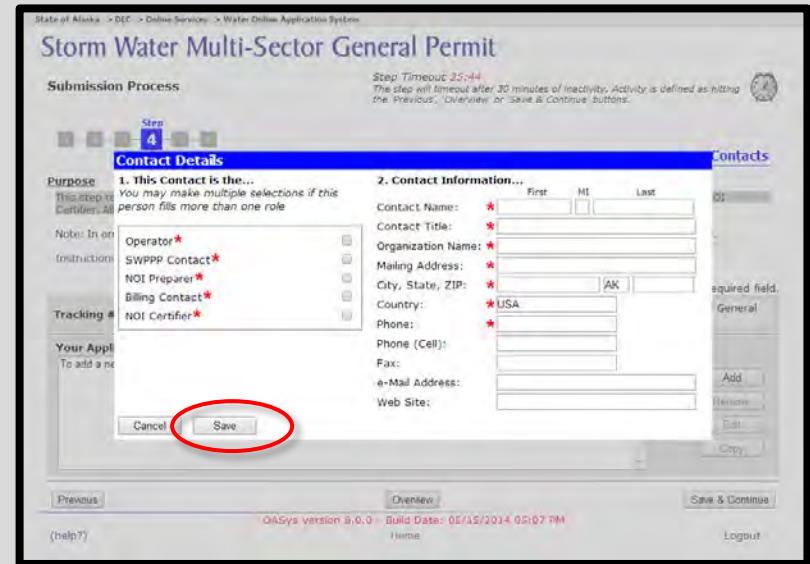 State of Alaska > DEC > Online Services > Water Online Application System
Storm Water Multi-Sector General Permit
Submission Process
Step Timeout 25:44
The step will timeout after 30 minutes of inactivity. Activity is defined as hitting
the 'Previous', 'Overview' or 'Save & Continue' buttons.
Step
4
Contacts
Contact Details
Purpose
This step
Certifier.
Note: In
Instruction
Tracking #
Your Appl
To add a ne
1. This Contact is the...
You may make multiple selections if this
person fills more than one role
Operator*
SWPPP Contact*
NOI Preparer*
Billing Contact*
NOI Certifier*
Cancel
Save
2. Contact Information...
First MI Last
Contact Name: *
Contact Title: *
Organization Name: *
Mailing Address: *
City, State, ZIP: * AK
Country: * USA
Phone: *
Phone (Cell):
Fax:
e-Mail Address:
Web Site:
equired field.
General
Add
Remove
Edit
Copy
Previous
Overview
Save & Continue
OASys version 8.0.0 - Build Date: 05/15/2014 05:07 PM
(help?)
Home
Logout